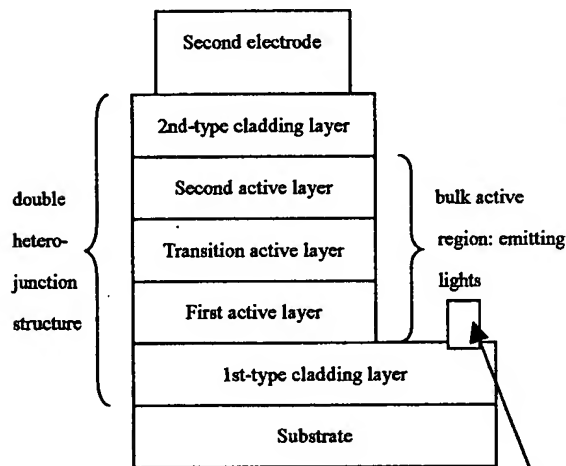 Second electrode
2nd-type cladding layer
Second active layer
Transition active layer
First active layer
1st-type cladding layer
Substrate
double
hetero-
junction
structure
bulk active
region: emitting
lights